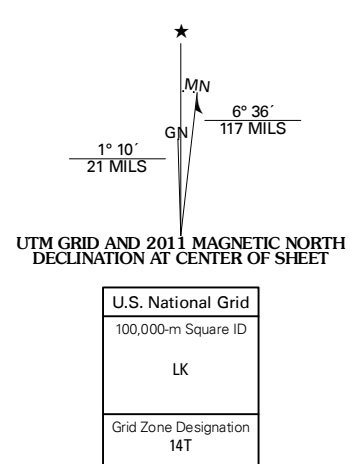 ★
MN
6° 36´
117 MILS
GN
1° 10´
21 MILS
UTM GRID AND 2011 MAGNETIC NORTH
DECLINATION AT CENTER OF SHEET
U.S. National Grid
100,000-m Square ID
LK
Grid Zone Designation
14T